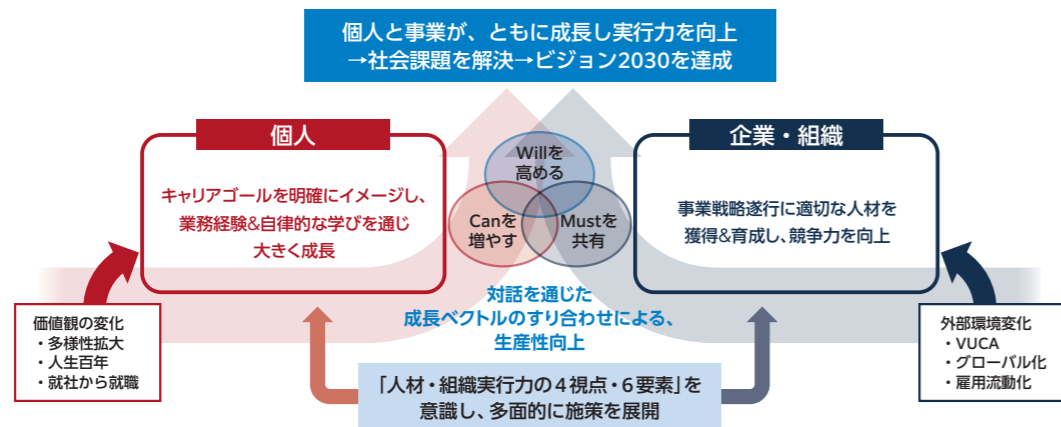 個人と事業が、ともに成長し実行力を向上
→社会課題を解決→ビジョン2030を達成
個人
キャリアゴールを明確にイメージし、
業務経験&自律的な学びを通じ
大きく成長
Willを
高める
Canを
増やす
Mustを
共有
企業・組織
事業戦略遂行に適切な人材を
獲得&育成し、競争力を向上
対話を通じた
成長ベクトルのすり合わせによる、
生産性向上
価値観の変化
・多様性拡大
・人生百年
・就社から就職
外部環境変化
・VUCA
・グローバル化
・雇用流動化
「人材・組織実行力の４視点・６要素」を
意識し、多面的に施策を展開